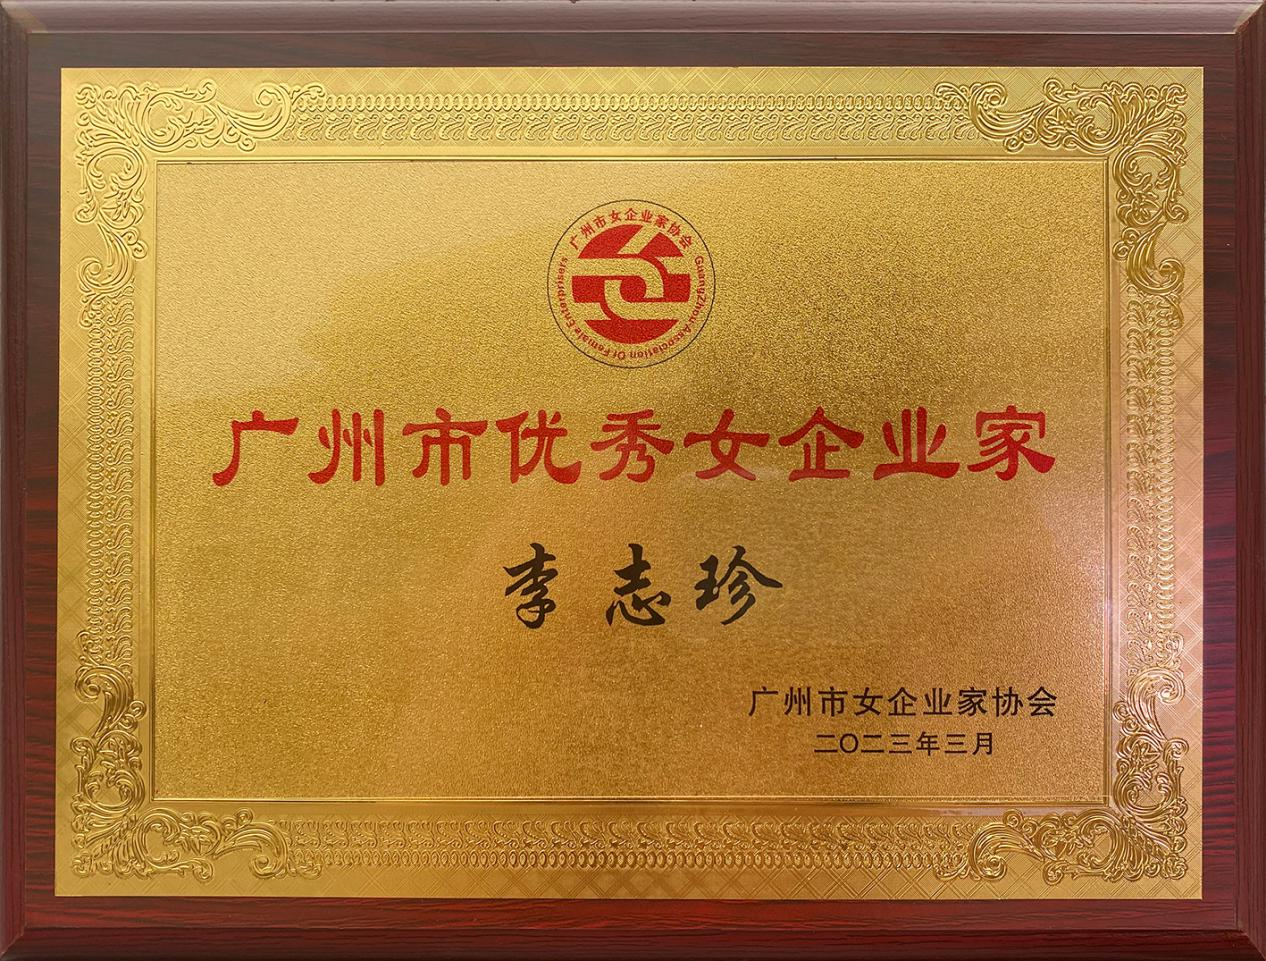 广州市女企业家协会
GuangZhou Association Of Female Enterprisers
广州市优秀女企业家
李志珍
广州市女企业家协会
二〇二三年三月